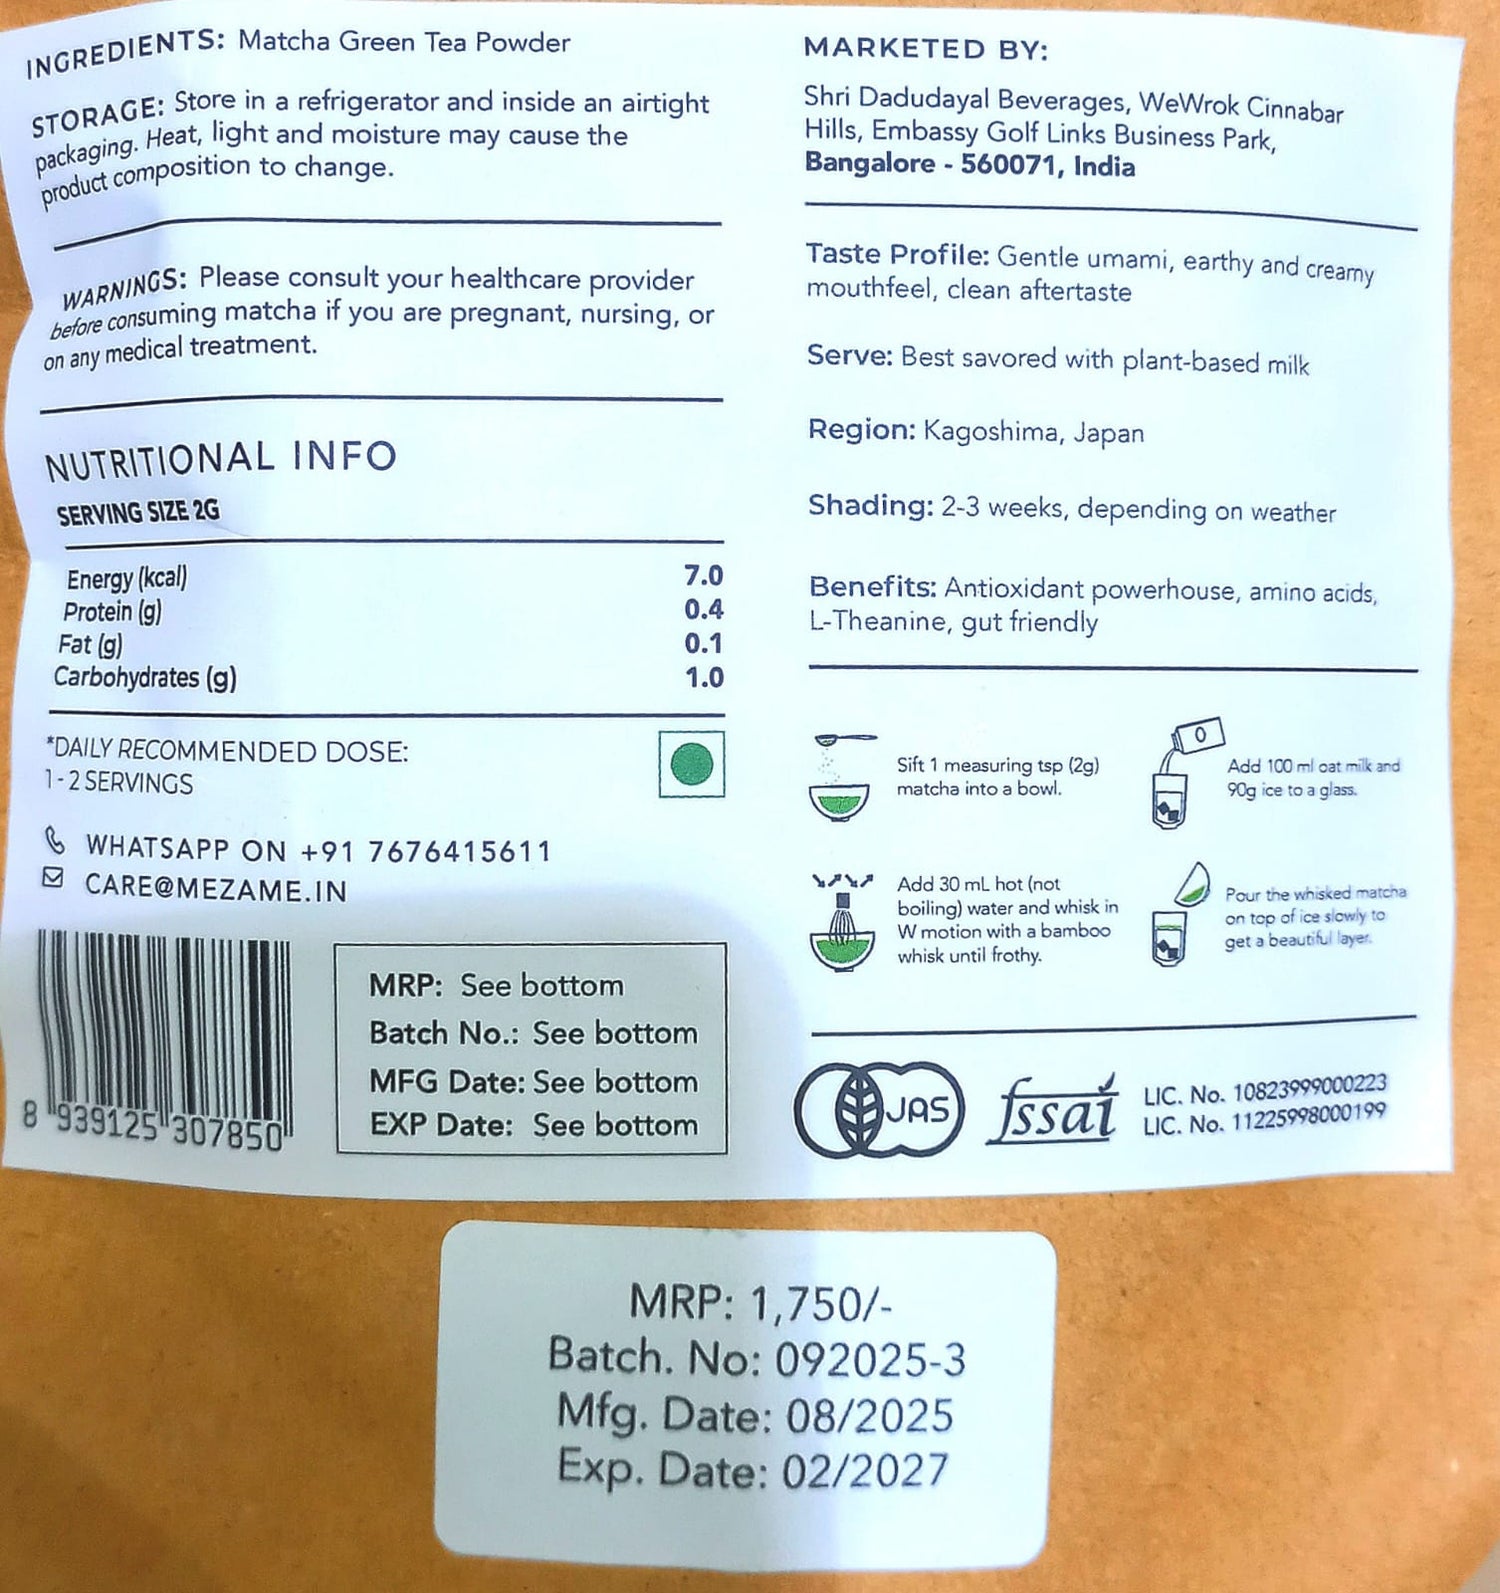 INGREDIENTS: Matcha Green Tea Powder
STORAGE: Store in a refrigerator and inside an airtight
packaging. Heat, light and moisture may cause the
product composition to change.
WARNINGS: Please consult your healthcare provider
before consuming matcha if you are pregnant, nursing, or
on any medical treatment.
NUTRITIONAL INFO
SERVING SIZE 2G
Energy (kcal) 7.0
Protein (g) 0.4
Fat (g) 0.1
Carbohydrates (g) 1.0
*DAILY RECOMMENDED DOSE:
1-2 SERVINGS
WHATSAPP ON +91 7676415611
CARE@MEZAME.IN
8 939125 307850
MRP: See bottom
Batch No.: See bottom
MFG Date: See bottom
EXP Date: See bottom
MARKETED BY:
Shri Dadudayal Beverages, WeWrok Cinnabar
Hills, Embassy Golf Links Business Park,
Bangalore - 560071, India
Taste Profile: Gentle umami, earthy and creamy
mouthfeel, clean aftertaste
Serve: Best savored with plant-based milk
Region: Kagoshima, Japan
Shading: 2-3 weeks, depending on weather
Benefits: Antioxidant powerhouse, amino acids,
L-Theanine, gut friendly
Sift 1 measuring tsp (2g)
matcha into a bowl.
Add 100 ml oat milk and
90g ice to a glass.
Add 30 mL hot (not
boiling) water and whisk in
W motion with a bamboo
whisk until frothy.
Pour the whisked matcha
on top of ice slowly to
get a beautiful layer.
JAS
fssai
LIC. No. 10823999000223
LIC. No. 11225998000199
MRP: 1,750/-
Batch. No: 092025-3
Mfg. Date: 08/2025
Exp. Date: 02/2027